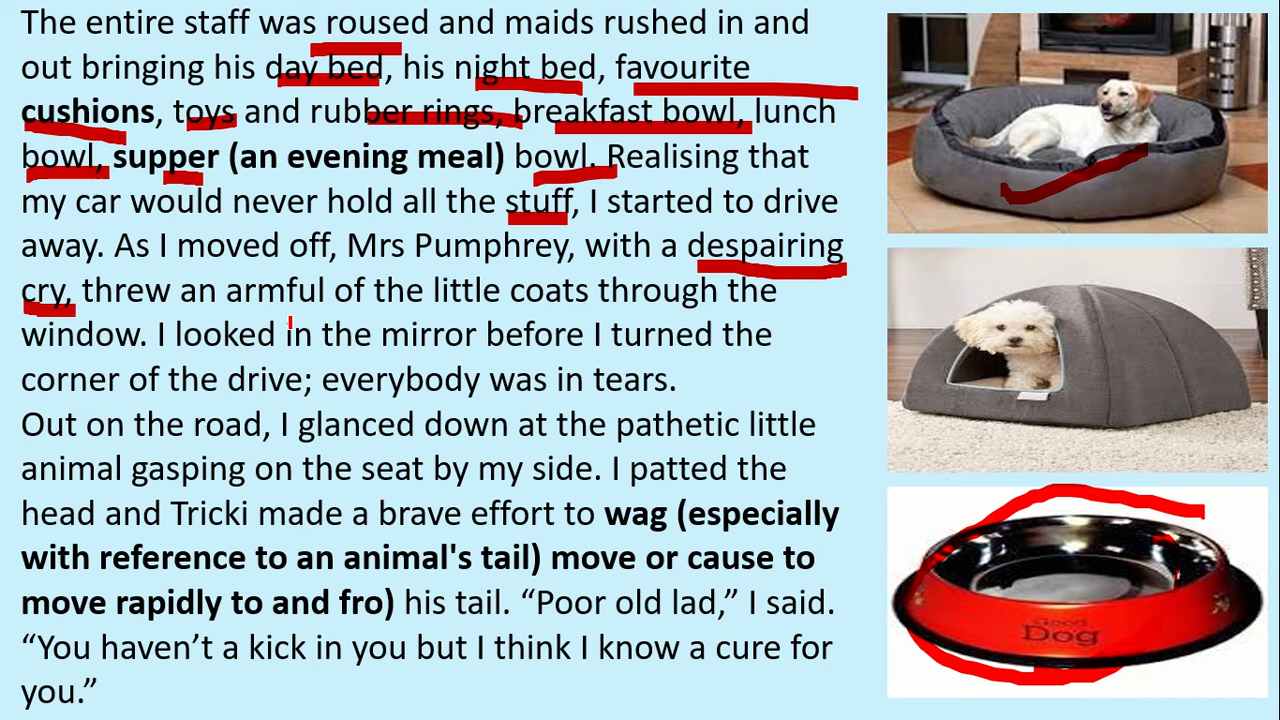 The entire staff was roused and maids rushed in and
out bringing his day bed, his night bed, favourite
cushions, toys and rubber rings, breakfast bowl, lunch
bowl, supper (an evening meal) bowl. Realising that
my car would never hold all the stuff, I started to drive
away. As I moved off, Mrs Pumphrey, with a despairing
cry, threw an armful of the little coats through the
window. I looked in the mirror before I turned the
corner of the drive; everybody was in tears.
Out on the road, I glanced down at the pathetic little
animal gasping on the seat by my side. I patted the
head and Tricki made a brave effort to wag (especially
with reference to an animal's tail) move or cause to
move rapidly to and fro) his tail. “Poor old lad,” I said.
“You haven’t a kick in you but I think I know a cure for
you.”
Good
Dog